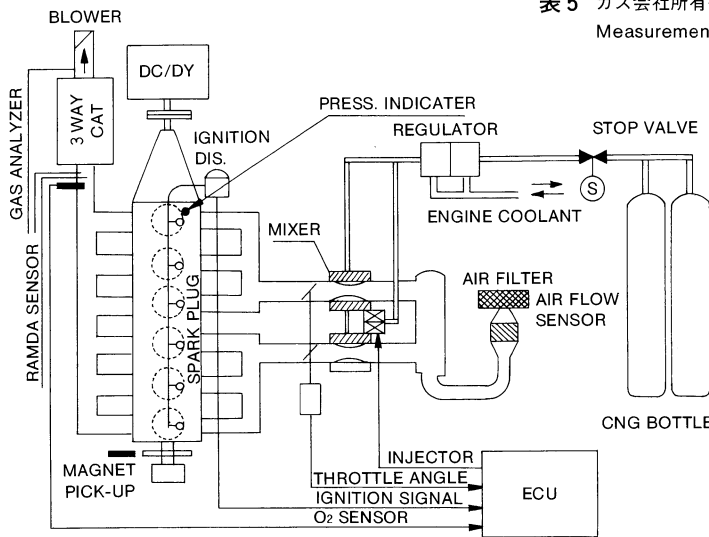 表5 ガス会社所有
Measuremen
BLOWER
DC/DY
3 WAY
CAT
GAS ANALYZER
RAMDA SENSOR
IGNITION
DIS.
PRESS. INDICATER
REGULATOR
STOP VALVE
S
ENGINE COOLANT
MIXER
SPARK PLUG
AIR FILTER
AIR FLOW
SENSOR
CNG BOTTLE
MAGNET
PICK-UP
INJECTOR
THROTTLE ANGLE
IGNITION SIGNAL
O₂ SENSOR
ECU